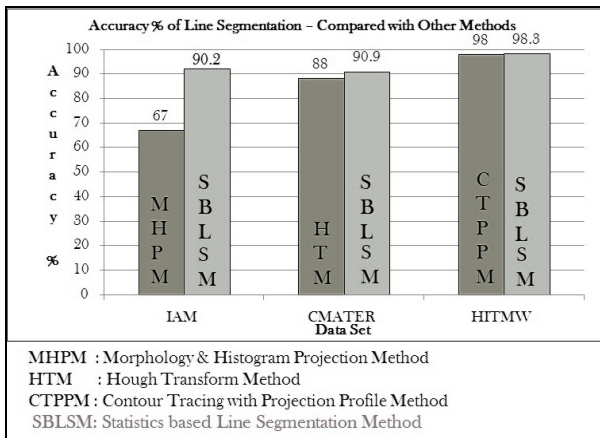 Accuracy % of Line Segmentation – Compared with Other Methods
Accuracy %
100
90
80
70
60
50
40
30
20
10
0
67
90.2
88
90.9
98
98.3
MHPM
SBLSM
HTM
SBLSM
CTPPM
SBLSM
IAM
CMATER
HITMW
Data Set
MHPM : Morphology & Histogram Projection Method
HTM : Hough Transform Method
CTPPM : Contour Tracing with Projection Profile Method
SBLSM: Statistics based Line Segmentation Method